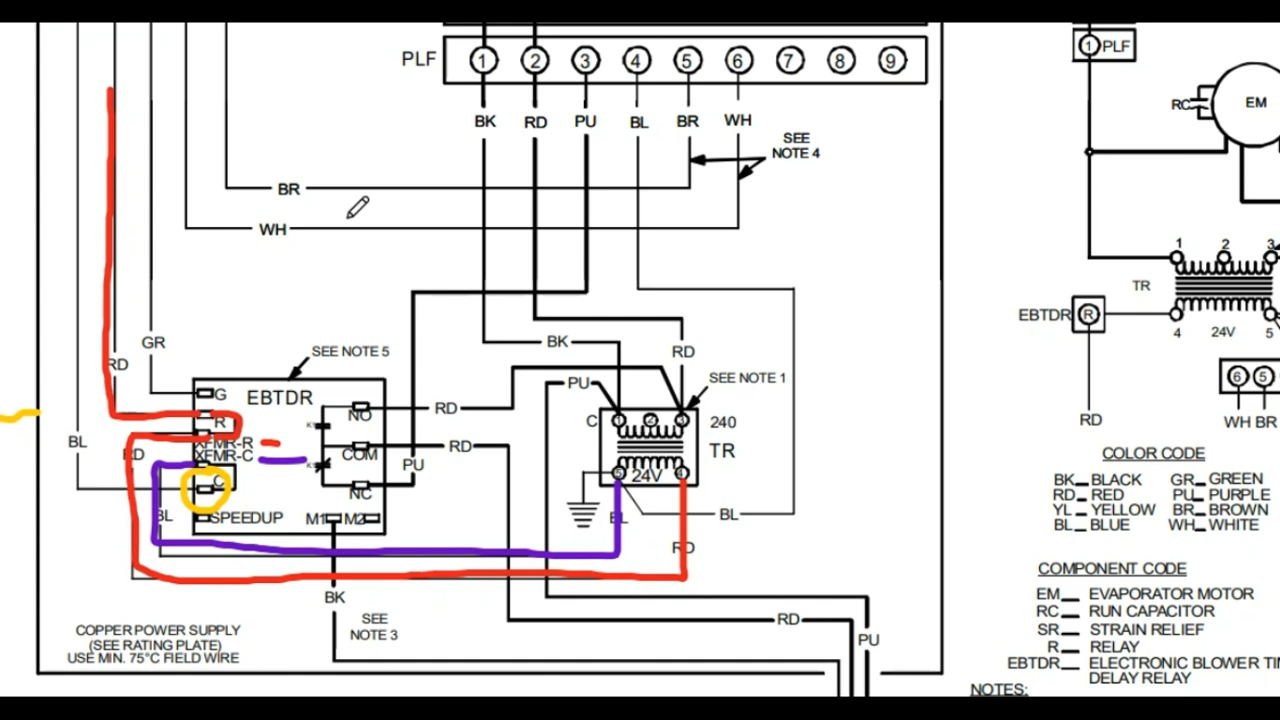 PLF 1 2 3 4 5 6 7 8 9
1 PLF
BK RD PU BL BR WH
SEE
NOTE 4
RC
EM
BR
WH
1 2 3
TR
EBTDR R
4 24V 5
6 5
RD
WH BR
GR
RD
SEE NOTE 5
BK
RD
PU
SEE NOTE 1
G
EBTDR
R
NO
RD
C 1 2 3 240
TR
BL
RD
XFMR-R
XFMR-C
COM
RD
PU
C
NC
5 24V 4
BL
SPEEDUP
M1 M2
BL
BL
RD
BK
SEE
NOTE 3
RD
PU
COPPER POWER SUPPLY
(SEE RATING PLATE)
USE MIN. 75°C FIELD WIRE
COLOR CODE
BK BLACK GR GREEN
RD RED PU PURPLE
YL YELLOW BR BROWN
BL BLUE WH WHITE
COMPONENT CODE
EM EVAPORATOR MOTOR
RC RUN CAPACITOR
SR STRAIN RELIEF
R RELAY
EBTDR ELECTRONIC BLOWER TI
DELAY RELAY
NOTES: